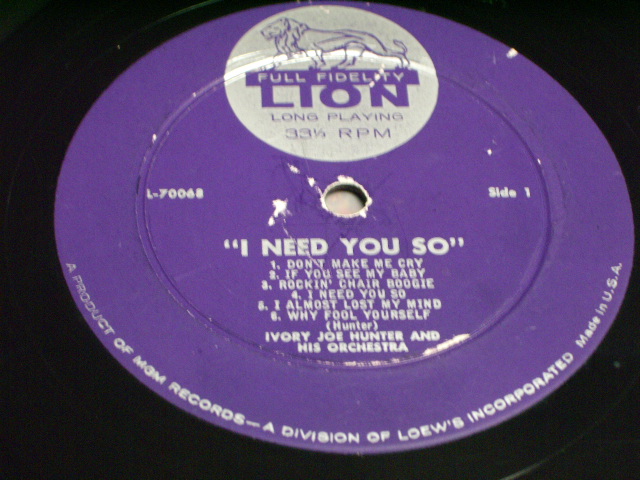 FULL FIDELITY
LION
LONG PLAYING
33⅓ RPM
L-70068
Side 1
"I NEED YOU SO"
1. DON'T MAKE ME CRY
2. IF YOU SEE MY BABY
3. ROCKIN' CHAIR BOOGIE
4. I NEED YOU SO
5. I ALMOST LOST MY MIND
6. WHY FOOL YOURSELF
(Hunter)
IVORY JOE HUNTER AND
HIS ORCHESTRA
A PRODUCT OF MGM RECORDS—A DIVISION OF LOEW'S INCORPORATED Made in U.S.A.